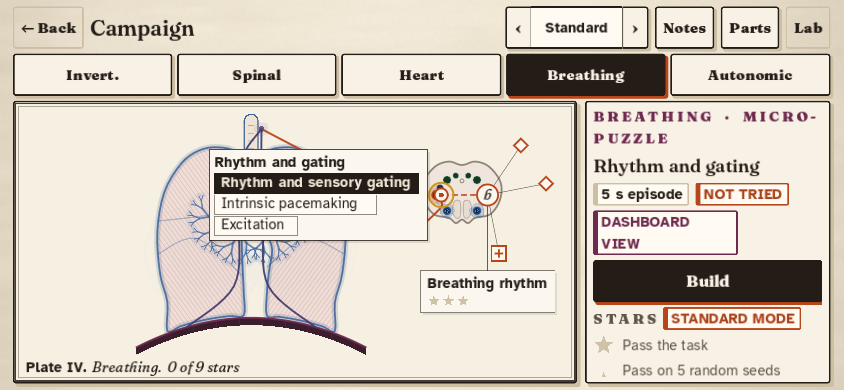 ← Back Campaign ‹ Standard › Notes Parts Lab
Invert. Spinal Heart Breathing Autonomic
Rhythm and gating
Rhythm and sensory gating
Intrinsic pacemaking
Excitation
6
Breathing rhythm
Plate IV. Breathing. 0 of 9 stars
BREATHING · MICRO-
PUZZLE
Rhythm and gating
5 s episode NOT TRIED
DASHBOARD
VIEW
Build
STARS STANDARD MODE
Pass the task
Pass on 5 random seeds